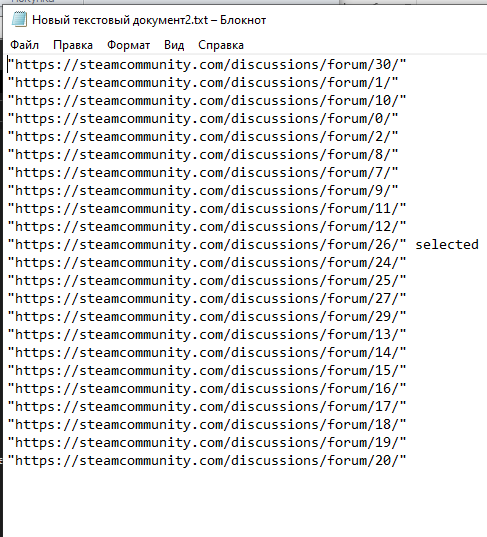 Покупка
Новый текстовый документ2.txt – Блокнот
Файл Правка Формат Вид Справка
"https://steamcommunity.com/discussions/forum/30/"
"https://steamcommunity.com/discussions/forum/1/"
"https://steamcommunity.com/discussions/forum/10/"
"https://steamcommunity.com/discussions/forum/0/"
"https://steamcommunity.com/discussions/forum/2/"
"https://steamcommunity.com/discussions/forum/8/"
"https://steamcommunity.com/discussions/forum/7/"
"https://steamcommunity.com/discussions/forum/9/"
"https://steamcommunity.com/discussions/forum/11/"
"https://steamcommunity.com/discussions/forum/12/"
"https://steamcommunity.com/discussions/forum/26/" selected
"https://steamcommunity.com/discussions/forum/24/"
"https://steamcommunity.com/discussions/forum/25/"
"https://steamcommunity.com/discussions/forum/27/"
"https://steamcommunity.com/discussions/forum/29/"
"https://steamcommunity.com/discussions/forum/13/"
"https://steamcommunity.com/discussions/forum/14/"
"https://steamcommunity.com/discussions/forum/15/"
"https://steamcommunity.com/discussions/forum/16/"
"https://steamcommunity.com/discussions/forum/17/"
"https://steamcommunity.com/discussions/forum/18/"
"https://steamcommunity.com/discussions/forum/19/"
"https://steamcommunity.com/discussions/forum/20/"